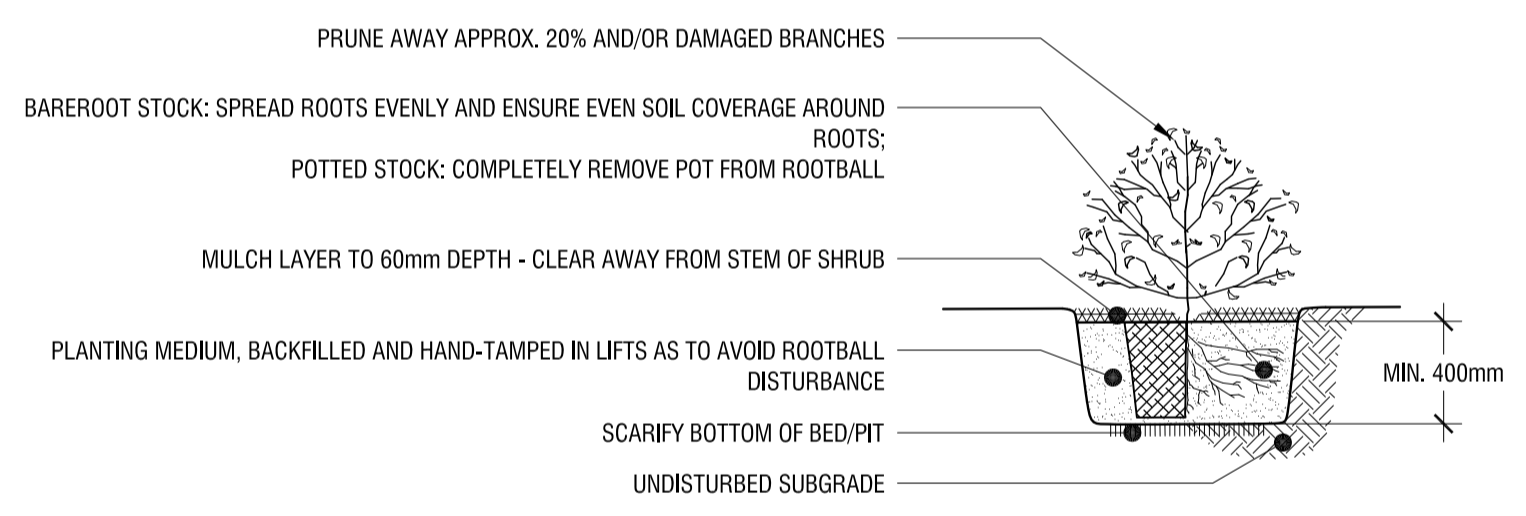 PRUNE AWAY APPROX. 20% AND/OR DAMAGED BRANCHES
BAREROOT STOCK: SPREAD ROOTS EVENLY AND ENSURE EVEN SOIL COVERAGE AROUND
ROOTS;
POTTED STOCK: COMPLETELY REMOVE POT FROM ROOTBALL
MULCH LAYER TO 60mm DEPTH - CLEAR AWAY FROM STEM OF SHRUB
PLANTING MEDIUM, BACKFILLED AND HAND-TAMPED IN LIFTS AS TO AVOID ROOTBALL
DISTURBANCE
MIN. 400mm
SCARIFY BOTTOM OF BED/PIT
UNDISTURBED SUBGRADE